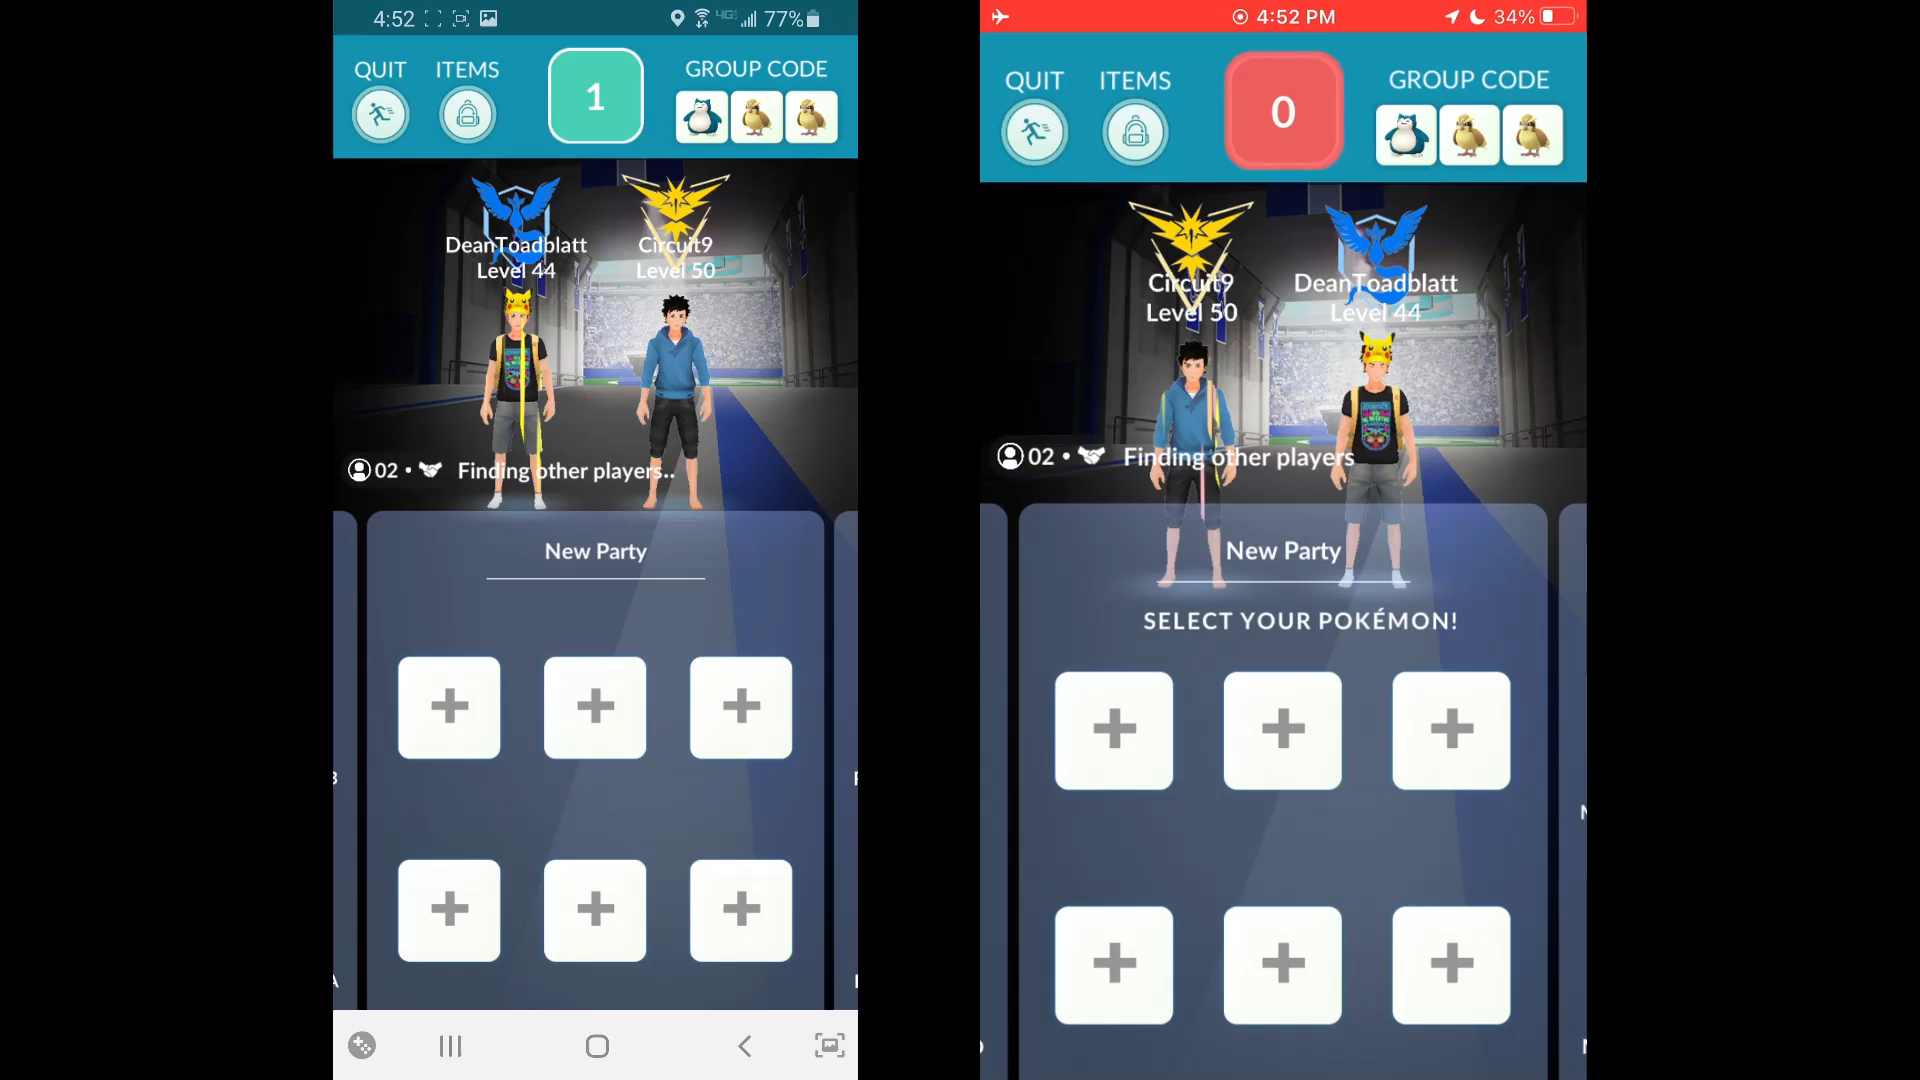 4:52 4G 77%
QUIT ITEMS 1 GROUP CODE
DeanToadblatt Circuit9
Level 44 Level 50
02 • Finding other players..
New Party
4:52 PM 34%
QUIT ITEMS 0 GROUP CODE
Circuit9 DeanToadblatt
Level 50 Level 44
02 • Finding other players
New Party
SELECT YOUR POKÉMON!